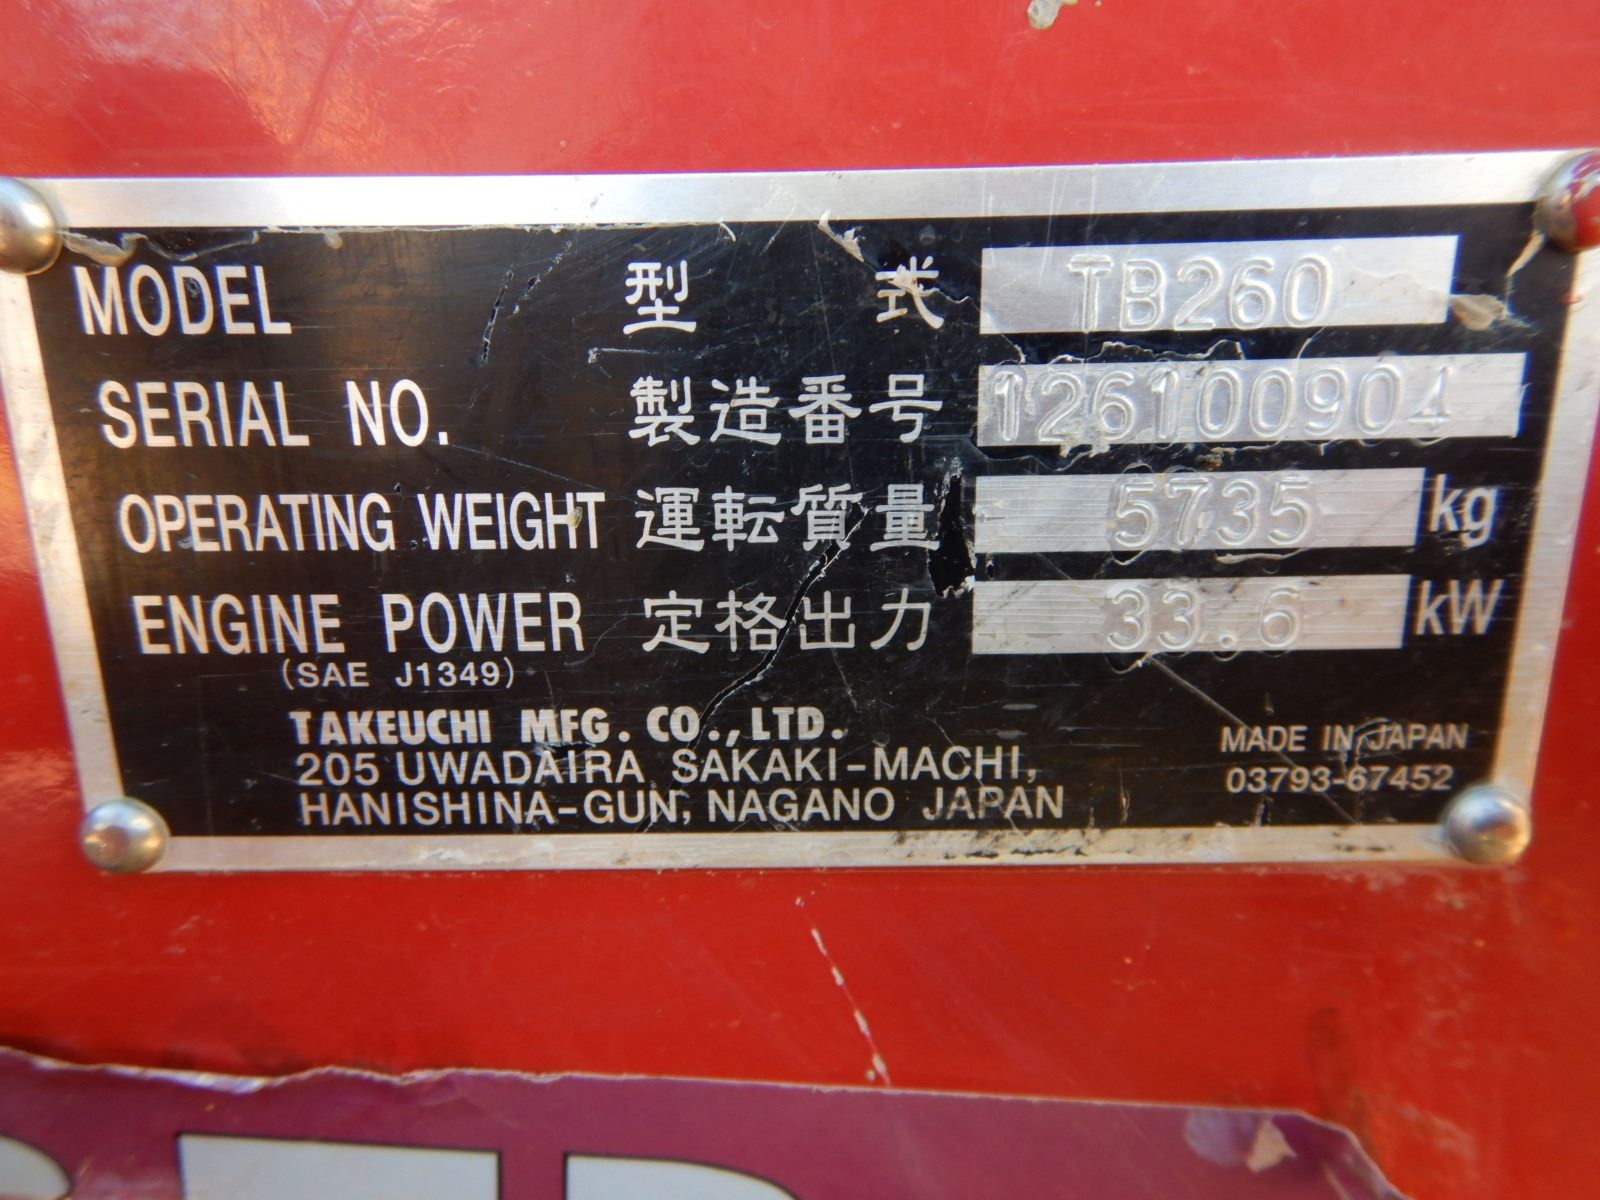 MODEL 型 式 TB260
SERIAL NO. 製造番号 126100904
OPERATING WEIGHT 運転質量 5735 kg
ENGINE POWER 定格出力 33.6 kW
(SAE J1349)
TAKEUCHI MFG. CO., LTD.
205 UWADAIRA SAKAKI-MACHI,
HANISHINA-GUN, NAGANO JAPAN
MADE IN JAPAN
03793-67452